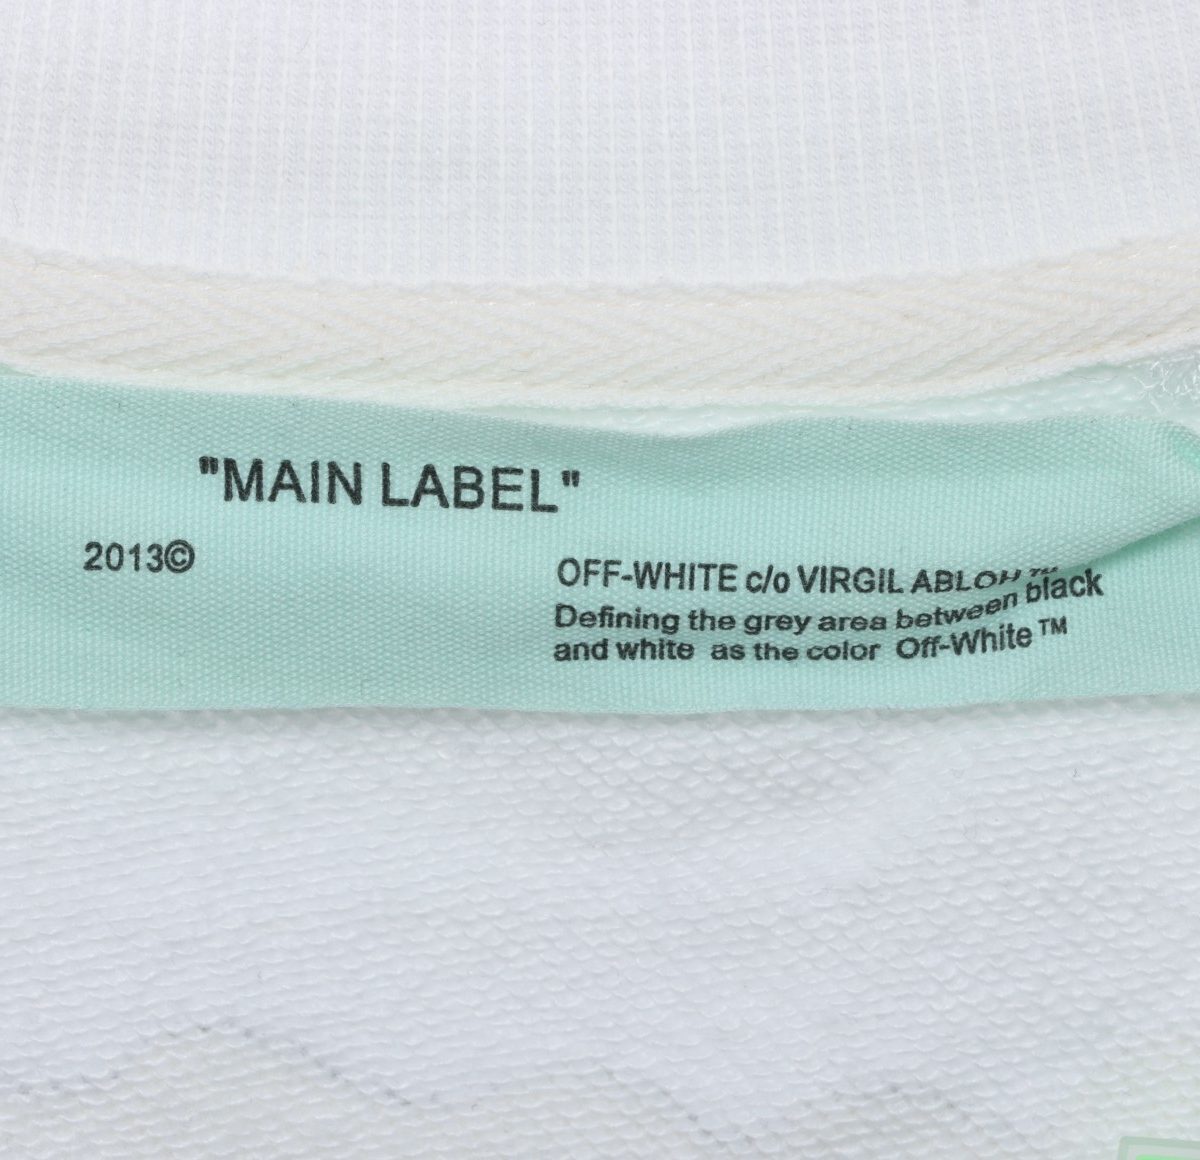 "MAIN LABEL"
2013©
OFF-WHITE c/o VIRGIL ABLOH™
Defining the grey area between black
and white as the color Off-White™